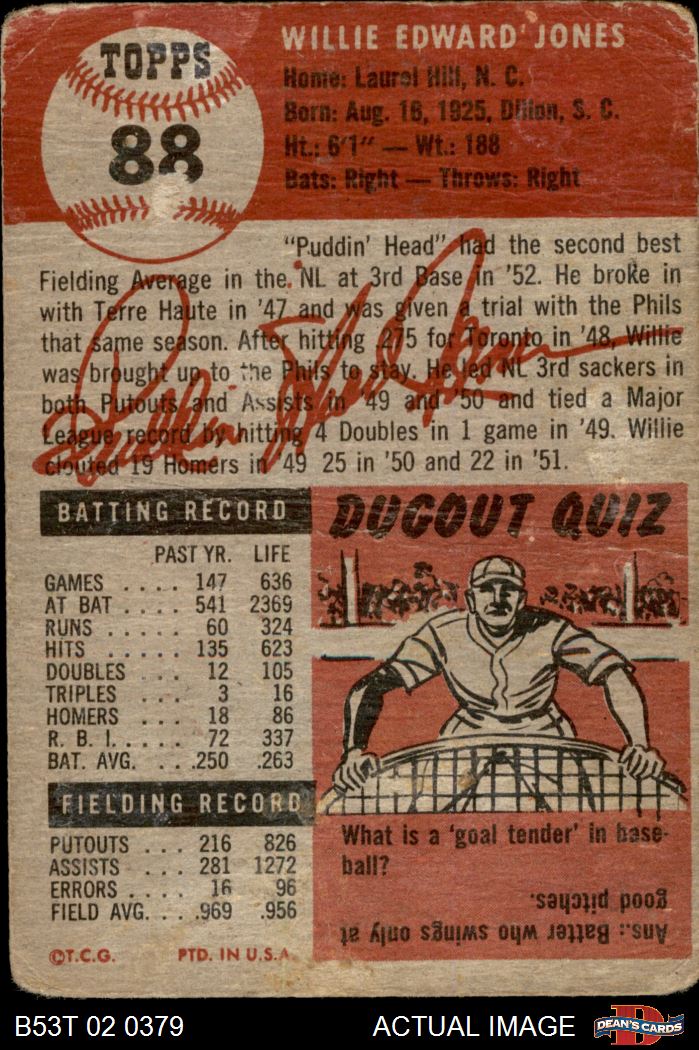 TOPPS
88
WILLIE EDWARD JONES
Home: Laurel Hill, N. C.
Born: Aug. 16, 1925, Dillon, S. C.
Ht.: 6'1" — Wt.: 188
Bats: Right — Throws: Right
"Puddin' Head" had the second best
Fielding Average in the NL at 3rd Base in '52. He broke in
with Terre Haute in '47 and was given a trial with the Phils
that same season. After hitting .275 for Toronto in '48, Willie
was brought up to the Phils to stay. He led NL 3rd sackers in
both Putouts and Assists in '49 and '50 and tied a Major
League record by hitting 4 Doubles in 1 game in '49. Willie
clouted 19 Homers in '49 25 in '50 and 22 in '51.
Puddin' Head Jones
BATTING RECORD
PAST YR. LIFE
GAMES .... 147 636
AT BAT .... 541 2369
RUNS ..... 60 324
HITS ..... 135 623
DOUBLES ... 12 105
TRIPLES ... 3 16
HOMERS ... 18 86
R. B. I. .... 72 337
BAT. AVG. ... .250 .263
FIELDING RECORD
PUTOUTS ... 216 826
ASSISTS ... 281 1272
ERRORS .... 16 96
FIELD AVG. .. .969 .956
©T.C.G. PTD. IN U.S.A.
DUGOUT QUIZ
What is a 'goal tender' in base-
ball?
Ans.: Batter who swings only at
good pitches.
B53T 02 0379
ACTUAL IMAGE
D
DEAN'S CARDS